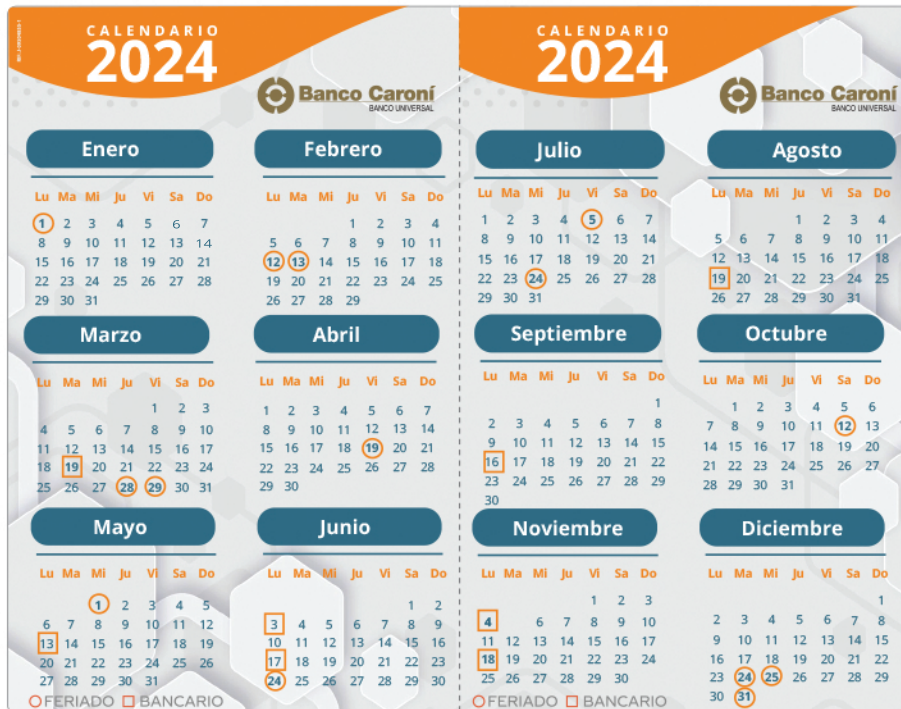 CALENDARIO
2024
Banco Caroní
BANCO UNIVERSAL
Enero
Lu Ma Mi Ju Vi Sa Do
1 2 3 4 5 6 7
8 9 10 11 12 13 14
15 16 17 18 19 20 21
22 23 24 25 26 27 28
29 30 31
Febrero
Lu Ma Mi Ju Vi Sa Do
1 2 3 4
5 6 7 8 9 10 11
12 13 14 15 16 17 18
19 20 21 22 23 24 25
26 27 28 29
Marzo
Lu Ma Mi Ju Vi Sa Do
1 2 3
4 5 6 7 8 9 10
11 12 13 14 15 16 17
18 19 20 21 22 23 24
25 26 27 28 29 30 31
Abril
Lu Ma Mi Ju Vi Sa Do
1 2 3 4 5 6 7
8 9 10 11 12 13 14
15 16 17 18 19 20 21
22 23 24 25 26 27 28
29 30
Mayo
Lu Ma Mi Ju Vi Sa Do
1 2 3 4 5
6 7 8 9 10 11 12
13 14 15 16 17 18 19
20 21 22 23 24 25 26
27 28 29 30 31
Junio
Lu Ma Mi Ju Vi Sa Do
1 2
3 4 5 6 7 8 9
10 11 12 13 14 15 16
17 18 19 20 21 22 23
24 25 26 27 28 29 30
FERIADO BANCARIO
CALENDARIO
2024
Banco Caroní
BANCO UNIVERSAL
Julio
Lu Ma Mi Ju Vi Sa Do
1 2 3 4 5 6 7
8 9 10 11 12 13 14
15 16 17 18 19 20 21
22 23 24 25 26 27 28
29 30 31
Agosto
Lu Ma Mi Ju Vi Sa Do
1 2 3 4
5 6 7 8 9 10 11
12 13 14 15 16 17 18
19 20 21 22 23 24 25
26 27 28 29 30 31
Septiembre
Lu Ma Mi Ju Vi Sa Do
1
2 3 4 5 6 7 8
9 10 11 12 13 14 15
16 17 18 19 20 21 22
23 24 25 26 27 28 29
30
Octubre
Lu Ma Mi Ju Vi Sa Do
1 2 3 4 5 6
7 8 9 10 11 12 13
14 15 16 17 18 19 20
21 22 23 24 25 26 27
28 29 30 31
Noviembre
Lu Ma Mi Ju Vi Sa Do
1 2 3
4 6 7 8 9 10
11 12 13 14 15 16 17
18 19 20 21 22 23 24
25 26 27 28 29 30
Diciembre
Lu Ma Mi Ju Vi Sa Do
1
2 3 4 5 6 7 8
9 10 11 12 13 14 15
16 17 18 19 20 21 22
23 24 25 26 27 28 29
30 31
FERIADO BANCARIO